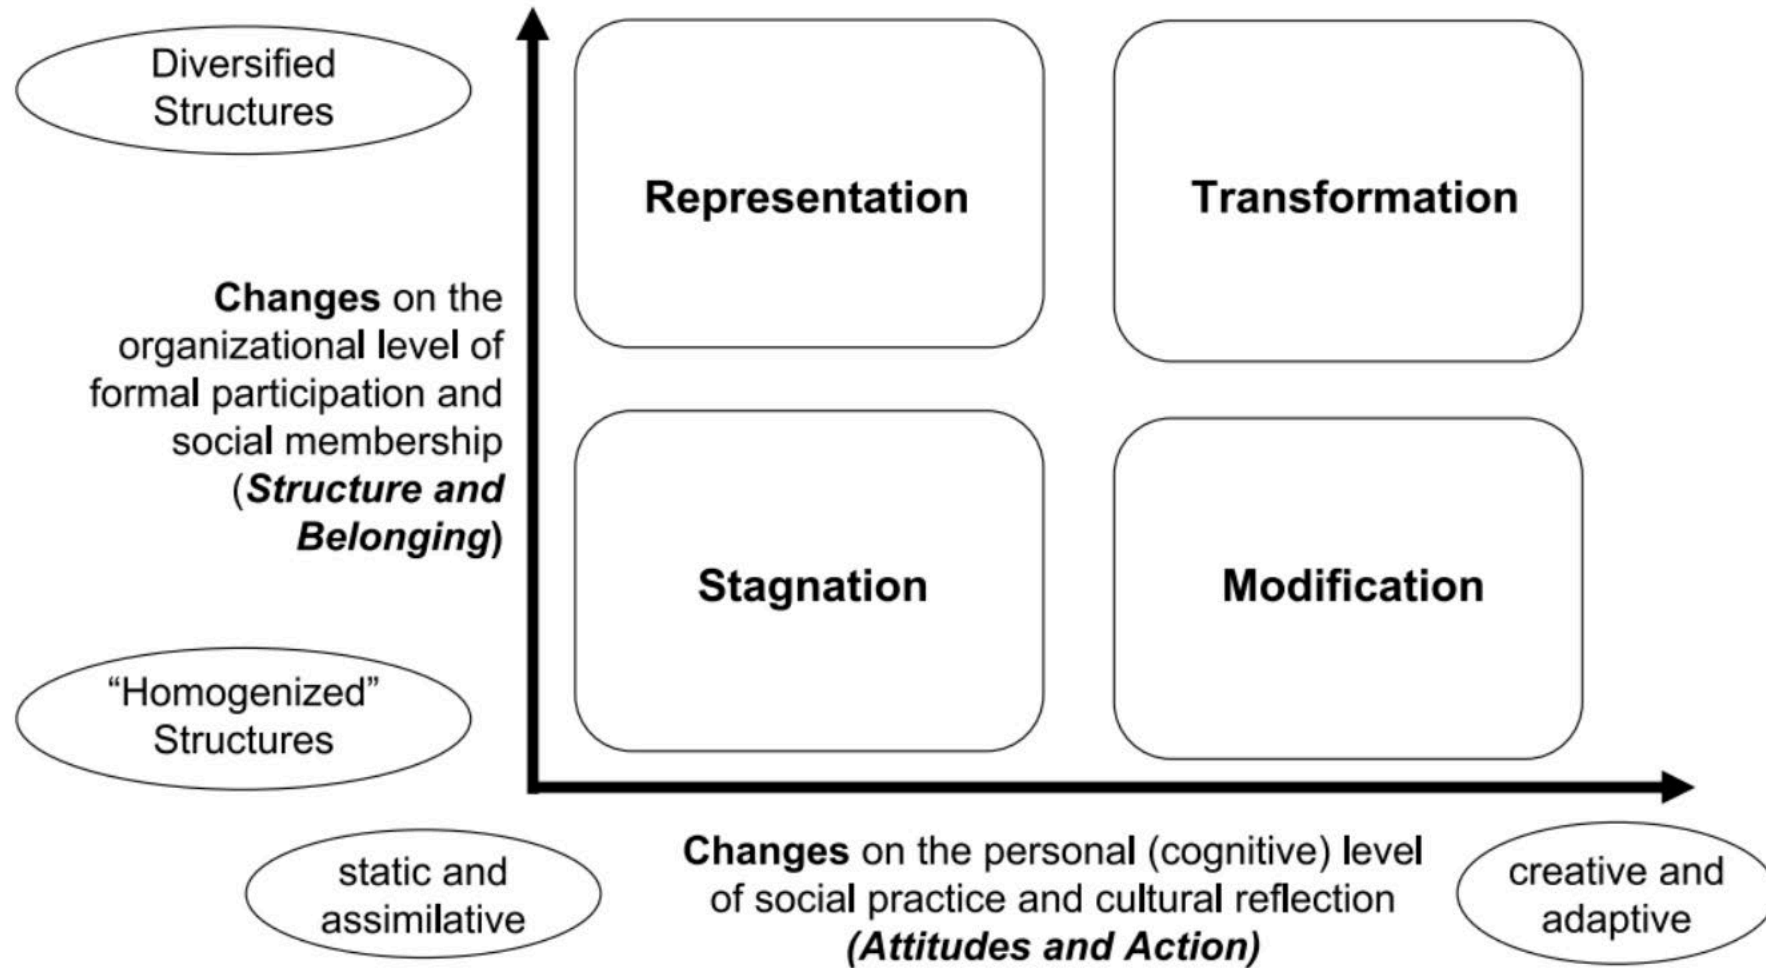 Diversified
Structures
Representation
Transformation
Changes on the
organizational level of
formal participation and
social membership
(Structure and
Belonging)
Stagnation
Modification
“Homogenized”
Structures
static and
assimilative
Changes on the personal (cognitive) level
of social practice and cultural reflection
(Attitudes and Action)
creative and
adaptive